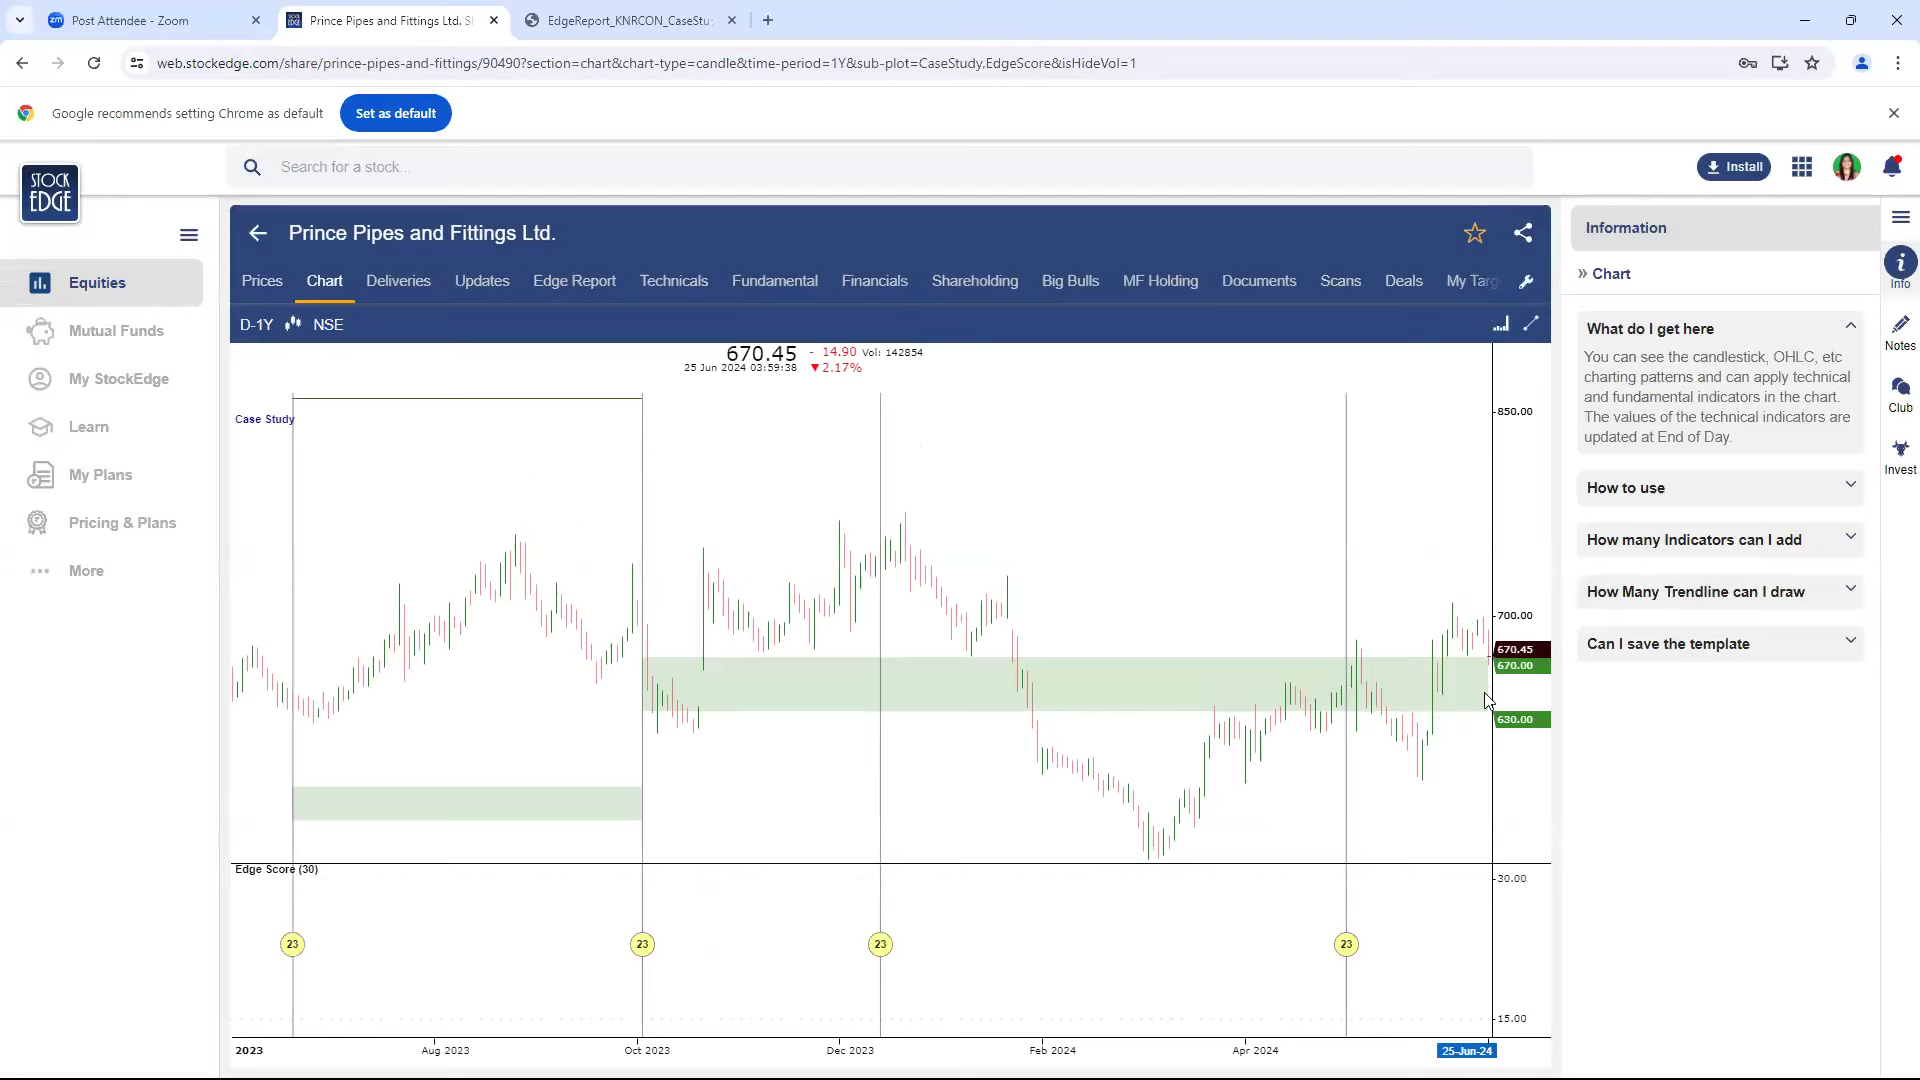 Post Attendee - Zoom
Prince Pipes and Fittings Ltd. S
EdgeReport_KNRCON_CaseStu
web.stockedge.com/share/prince-pipes-and-fittings/90490?section=chart&chart-type=candle&time-period=1Y&sub-plot=CaseStudy,EdgeScore&isHideVol=1
Google recommends setting Chrome as default
Set as default
STOCK EDGE
Search for a stock...
Install
Equities
Mutual Funds
My StockEdge
Learn
My Plans
Pricing & Plans
More
Prince Pipes and Fittings Ltd.
Prices Chart Deliveries Updates Edge Report Technicals Fundamental Financials Shareholding Big Bulls MF Holding Documents Scans Deals My Targ
D-1Y NSE
670.45 - 14.90 Vol: 142854
25 Jun 2024 03:59:38 ▼2.17%
Case Study
850.00
700.00
670.45
670.00
630.00
Edge Score (30)
30.00
23 23 23 23
15.00
2023 Aug 2023 Oct 2023 Dec 2023 Feb 2024 Apr 2024 25-Jun-24
Information
» Chart
What do I get here
You can see the candlestick, OHLC, etc
charting patterns and can apply technical
and fundamental indicators in the chart.
The values of the technical indicators are
updated at End of Day.
How to use
How many Indicators can I add
How Many Trendline can I draw
Can I save the template
Info
Notes
Club
Invest